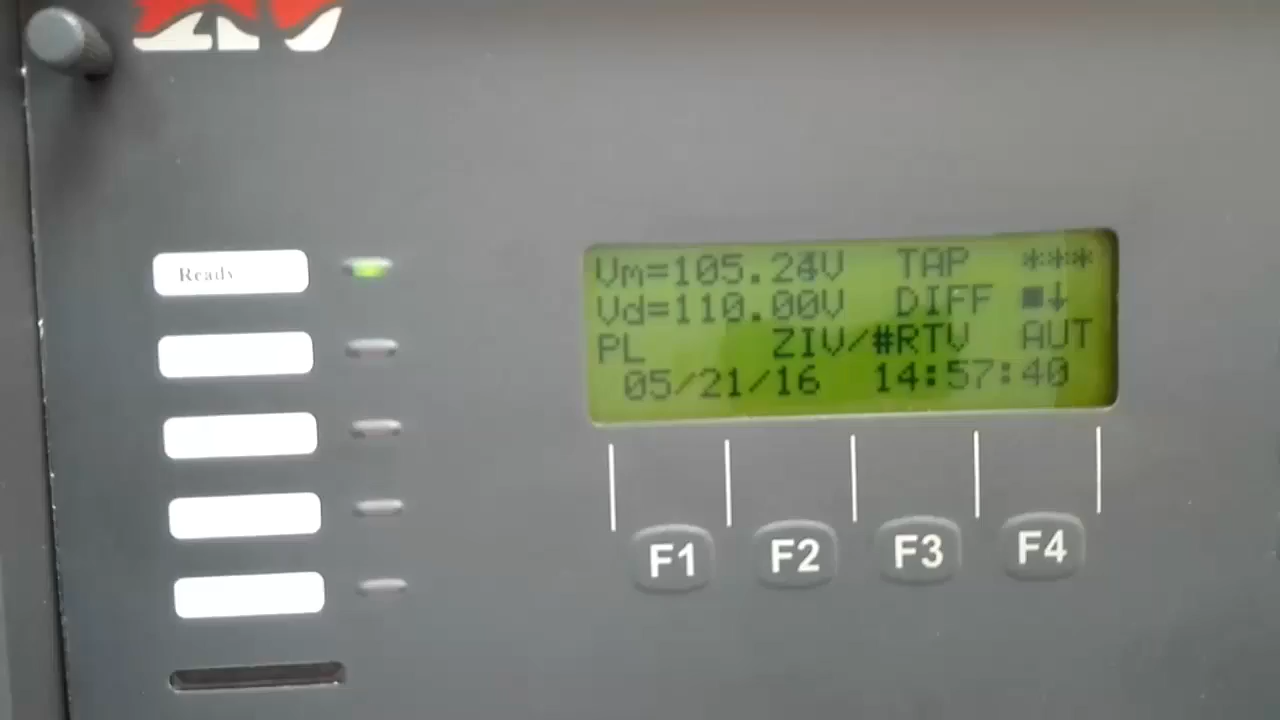 ZIV
Ready
Vm=105.24V TAP ***
Vd=110.00V DIFF ■↓
PL ZIV/#RTV AUT
05/21/16 14:57:40
F1 F2 F3 F4